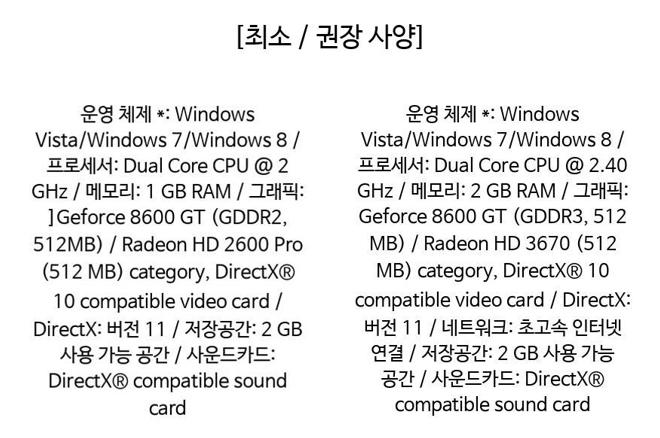 [최소 / 권장 사양]
운영 체제 *: Windows
Vista/Windows 7/Windows 8 /
프로세서: Dual Core CPU @ 2
GHz / 메모리: 1 GB RAM / 그래픽:
]Geforce 8600 GT (GDDR2,
512MB) / Radeon HD 2600 Pro
(512 MB) category, DirectX®
10 compatible video card /
DirectX: 버전 11 / 저장공간: 2 GB
사용 가능 공간 / 사운드카드:
DirectX® compatible sound
card
운영 체제 *: Windows
Vista/Windows 7/Windows 8 /
프로세서: Dual Core CPU @ 2.40
GHz / 메모리: 2 GB RAM / 그래픽:
Geforce 8600 GT (GDDR3, 512
MB) / Radeon HD 3670 (512
MB) category, DirectX® 10
compatible video card / DirectX:
버전 11 / 네트워크: 초고속 인터넷
연결 / 저장공간: 2 GB 사용 가능
공간 / 사운드카드: DirectX®
compatible sound card